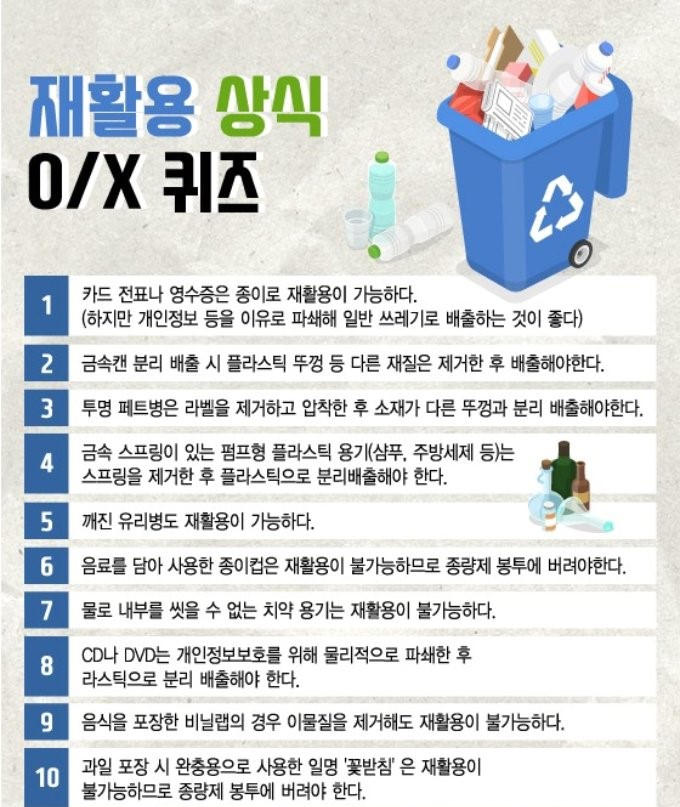 재활용 상식
O/X 퀴즈
1
카드 전표나 영수증은 종이로 재활용이 가능하다.
(하지만 개인정보 등을 이유로 파쇄해 일반 쓰레기로 배출하는 것이 좋다)
2
금속캔 분리 배출 시 플라스틱 뚜껑 등 다른 재질은 제거한 후 배출해야한다.
3
투명 페트병은 라벨을 제거하고 압착한 후 소재가 다른 뚜껑과 분리 배출해야한다.
4
금속 스프링이 있는 펌프형 플라스틱 용기(샴푸, 주방세제 등)는
스프링을 제거한 후 플라스틱으로 분리배출해야 한다.
5
깨진 유리병도 재활용이 가능하다.
6
음료를 담아 사용한 종이컵은 재활용이 불가능하므로 종량제 봉투에 버려야한다.
7
물로 내부를 씻을 수 없는 치약 용기는 재활용이 불가능하다.
8
CD나 DVD는 개인정보보호를 위해 물리적으로 파쇄한 후
라스틱으로 분리 배출해야 한다.
9
음식을 포장한 비닐랩의 경우 이물질을 제거해도 재활용이 불가능하다.
10
과일 포장 시 완충용으로 사용한 일명 '꽃받침' 은 재활용이
불가능하므로 종량제 봉투에 버려야 한다.